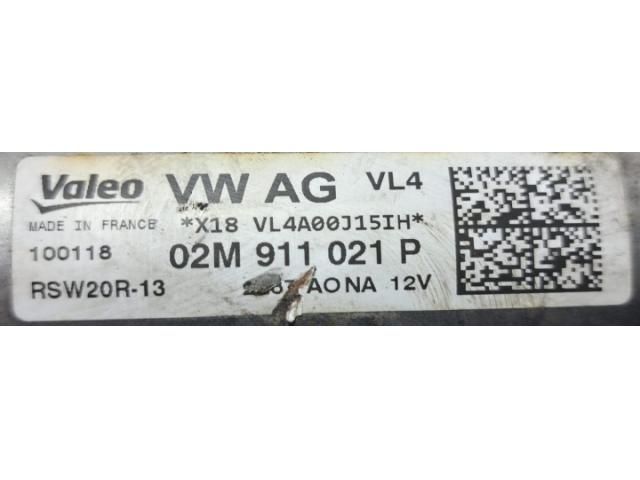 Valeo VW AG VL4
MADE IN FRANCE *X18 VL4A00J15IH*
100118 02M 911 021 P
RSW20R-13 AONA 12V